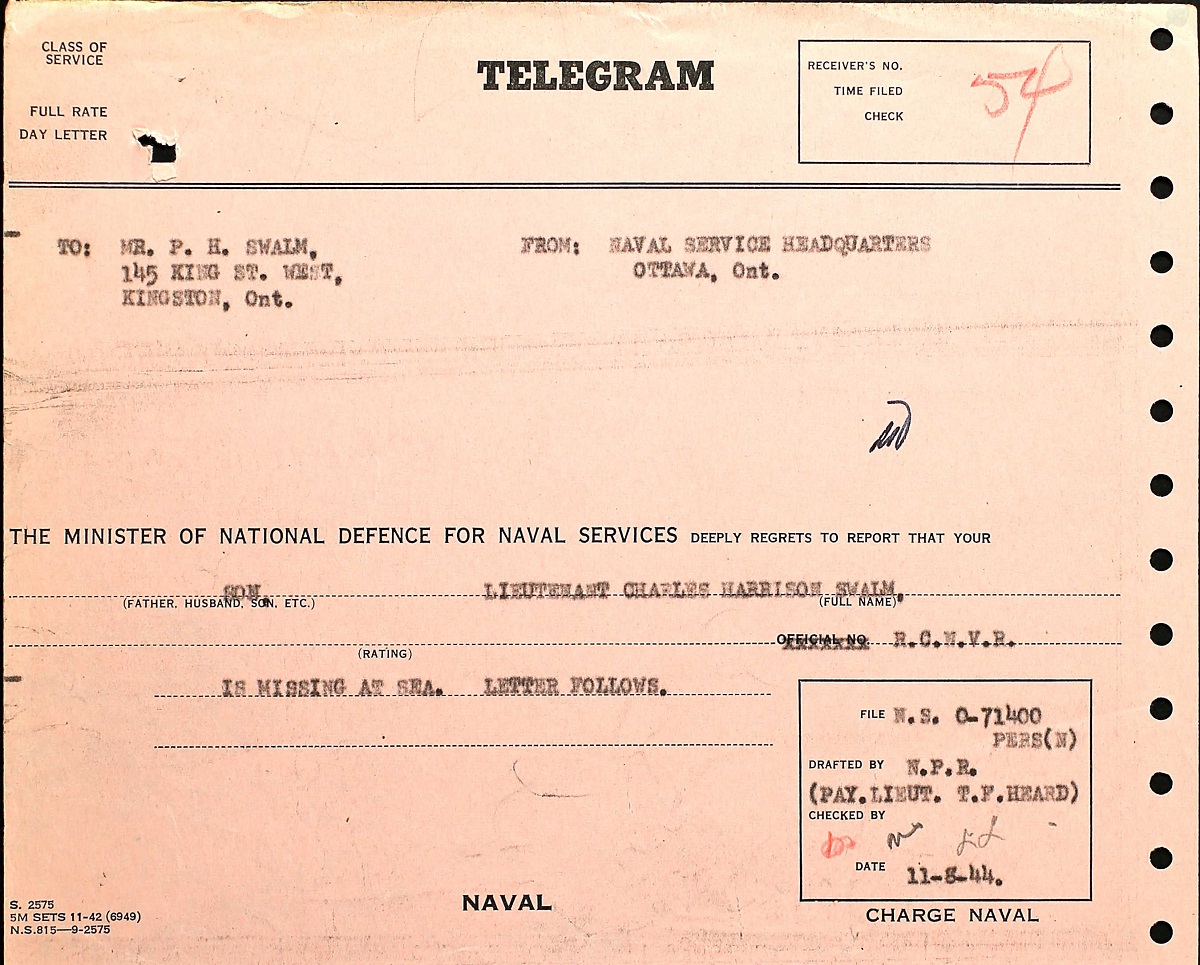 CLASS OF
SERVICE
FULL RATE
DAY LETTER
TELEGRAM
RECEIVER'S NO.
TIME FILED
CHECK
54
TO: MR. P. H. SWALM,
145 KING ST. WEST,
KINGSTON, Ont.
FROM: NAVAL SERVICE HEADQUARTERS
OTTAWA, Ont.
THE MINISTER OF NATIONAL DEFENCE FOR NAVAL SERVICES DEEPLY REGRETS TO REPORT THAT YOUR
SON, LIEUTENANT CHARLES HARRISON SWALM,
(FATHER, HUSBAND, SON, ETC.) (FULL NAME)
OFFICIAL NO. R.C.N.V.R.
(RATING)
IS MISSING AT SEA. LETTER FOLLOWS.
FILE N.S. O-71400
PERS(N)
DRAFTED BY N.P.R.
(PAY.LIEUT. T.F.HEARD)
CHECKED BY
DATE 11-8-44.
S. 2575
5M SETS 11-42 (6949)
N.S.815—9-2575
NAVAL
CHARGE NAVAL